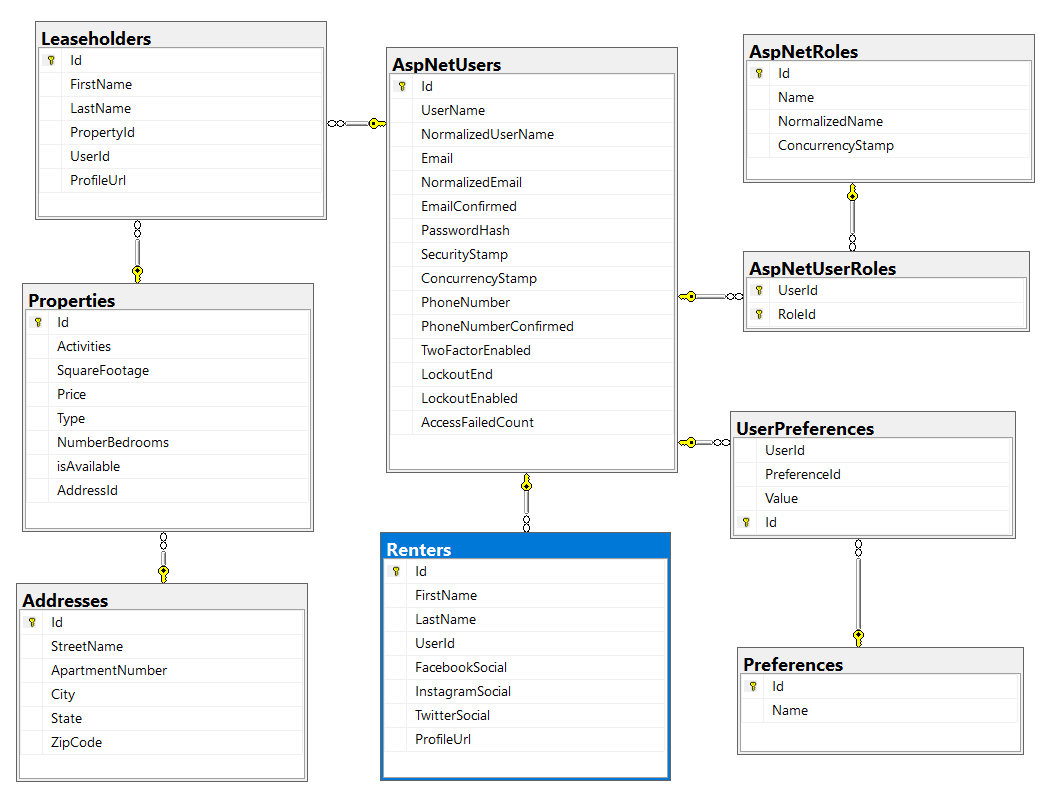 Leaseholders
Id
FirstName
LastName
PropertyId
UserId
ProfileUrl
Properties
Id
Activities
SquareFootage
Price
Type
NumberBedrooms
isAvailable
AddressId
Addresses
Id
StreetName
ApartmentNumber
City
State
ZipCode
AspNetUsers
Id
UserName
NormalizedUserName
Email
NormalizedEmail
EmailConfirmed
PasswordHash
SecurityStamp
ConcurrencyStamp
PhoneNumber
PhoneNumberConfirmed
TwoFactorEnabled
LockoutEnd
LockoutEnabled
AccessFailedCount
Renters
Id
FirstName
LastName
UserId
FacebookSocial
InstagramSocial
TwitterSocial
ProfileUrl
AspNetRoles
Id
Name
NormalizedName
ConcurrencyStamp
AspNetUserRoles
UserId
RoleId
UserPreferences
UserId
PreferenceId
Value
Id
Preferences
Id
Name